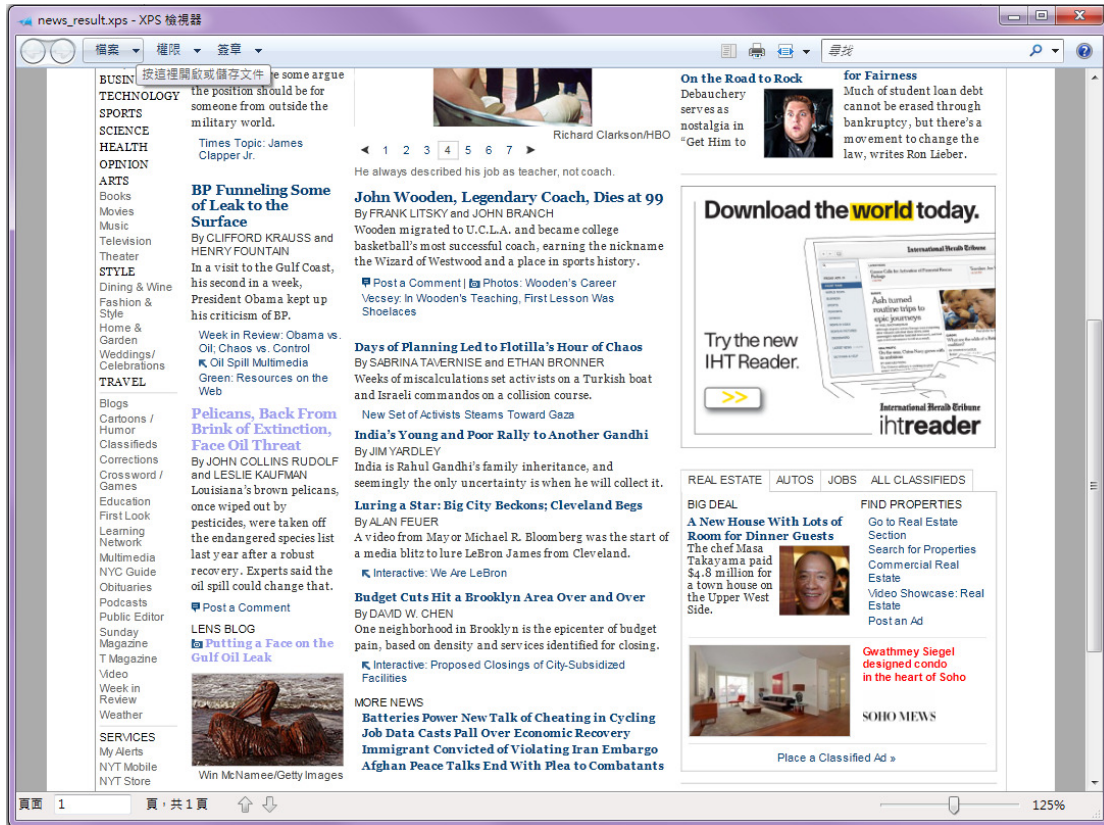 news_result.xps - XPS 檢視器
檔案
權限
簽章
尋找
按這裡開啟或儲存文件
BUSIN
TECHNOLOGY
SPORTS
SCIENCE
HEALTH
OPINION
ARTS
Books
Movies
Music
Television
Theater
STYLE
Dining & Wine
Fashion &
Style
Home &
Garden
Weddings/
Celebrations
TRAVEL
Blogs
Cartoons /
Humor
Classifieds
Corrections
Crossword /
Games
Education
First Look
Learning
Network
Multimedia
NYC Guide
Obituaries
Podcasts
Public Editor
Sunday
Magazine
T Magazine
Video
Week in
Review
Weather
SERVICES
My Alerts
NYT Mobile
NYT Store
e some argue
the position should be for
someone from outside the
military world.
Times Topic: James
Clapper Jr.
BP Funneling Some
of Leak to the
Surface
By CLIFFORD KRAUSS and
HENRY FOUNTAIN
In a visit to the Gulf Coast,
his second in a week,
President Obama kept up
his criticism of BP.
Week in Review: Obama vs.
Oil; Chaos vs. Control
Oil Spill Multimedia
Green: Resources on the
Web
Pelicans, Back From
Brink of Extinction,
Face Oil Threat
By JOHN COLLINS RUDOLF
and LESLIE KAUFMAN
Louisiana's brown pelicans,
once wiped out by
pesticides, were taken off
the endangered species list
last year after a robust
recovery. Experts said the
oil spill could change that.
Post a Comment
LENS BLOG
Putting a Face on the
Gulf Oil Leak
Win McNamee/Getty Images
Richard Clarkson/HBO
1 2 3 4 5 6 7
He always described his job as teacher, not coach.
John Wooden, Legendary Coach, Dies at 99
By FRANK LITSKY and JOHN BRANCH
Wooden migrated to U.C.L.A. and became college
basketball's most successful coach, earning the nickname
the Wizard of Westwood and a place in sports history.
Post a Comment | Photos: Wooden's Career
Vecsey: In Wooden's Teaching, First Lesson Was
Shoelaces
Days of Planning Led to Flotilla's Hour of Chaos
By SABRINA TAVERNISE and ETHAN BRONNER
Weeks of miscalculations set activists on a Turkish boat
and Israeli commandos on a collision course.
New Set of Activists Steams Toward Gaza
India's Young and Poor Rally to Another Gandhi
By JIM YARDLEY
India is Rahul Gandhi's family inheritance, and
seemingly the only uncertainty is when he will collect it.
Luring a Star: Big City Beckons; Cleveland Begs
By ALAN FEUER
A video from Mayor Michael R. Bloomberg was the start of
a media blitz to lure LeBron James from Cleveland.
Interactive: We Are LeBron
Budget Cuts Hit a Brooklyn Area Over and Over
By DAVID W. CHEN
One neighborhood in Brooklyn is the epicenter of budget
pain, based on density and services identified for closing.
Interactive: Proposed Closings of City-Subsidized
Facilities
MORE NEWS
Batteries Power New Talk of Cheating in Cycling
Job Data Casts Pall Over Economic Recovery
Immigrant Convicted of Violating Iran Embargo
Afghan Peace Talks End With Plea to Combatants
On the Road to Rock
Debauchery
serves as
nostalgia in
“Get Him to
for Fairness
Much of student loan debt
cannot be erased through
bankruptcy, but there's a
movement to change the
law, writes Ron Lieber.
Download the world today.
International Herald Tribune
Ash turned
routine trips to
epic journeys
Try the new
IHT Reader.
>>
International Herald Tribune
ihtreader
REAL ESTATE AUTOS JOBS ALL CLASSIFIEDS
BIG DEAL
A New House With Lots of
Room for Dinner Guests
The chef Masa
Takayama paid
$4.8 million for
a town house on
the Upper West
Side.
FIND PROPERTIES
Go to Real Estate
Section
Search for Properties
Commercial Real
Estate
Video Showcase: Real
Estate
Post an Ad
Gwathmey Siegel
designed condo
in the heart of Soho
SOHO MEWS
Place a Classified Ad »
頁面 1 頁，共 1 頁
125%